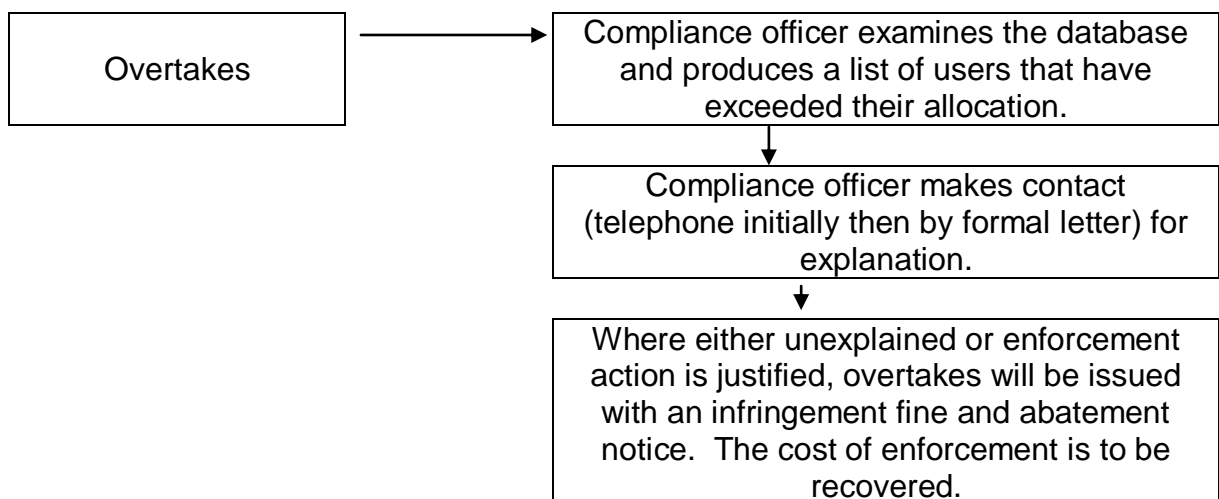 Overtakes
Compliance officer examines the database
and produces a list of users that have
exceeded their allocation.
Compliance officer makes contact
(telephone initially then by formal letter) for
explanation.
Where either unexplained or enforcement
action is justified, overtakes will be issued
with an infringement fine and abatement
notice.  The cost of enforcement is to be
recovered.